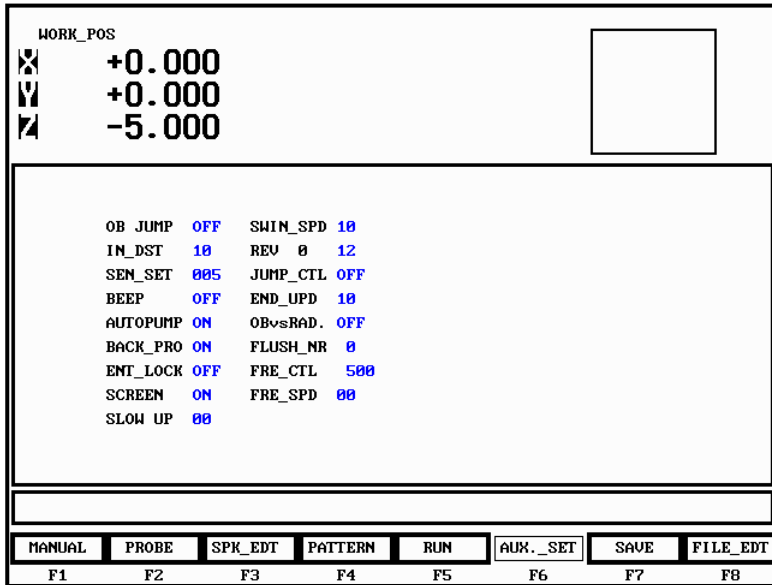 WORK_POS
X +0.000
Y +0.000
Z -5.000
OB JUMP OFF SWIN_SPD 10
IN_DST 10 REV 0 12
SEN_SET 005 JUMP_CTL OFF
BEEP OFF END_UPD 10
AUTOPUMP ON OBvsRAD. OFF
BACK_PRO ON FLUSH_NR 0
ENT_LOCK OFF FRE_CTL 500
SCREEN ON FRE_SPD 00
SLOW UP 00
MANUAL PROBE SPK_EDT PATTERN RUN AUX._SET SAVE FILE_EDT
F1 F2 F3 F4 F5 F6 F7 F8